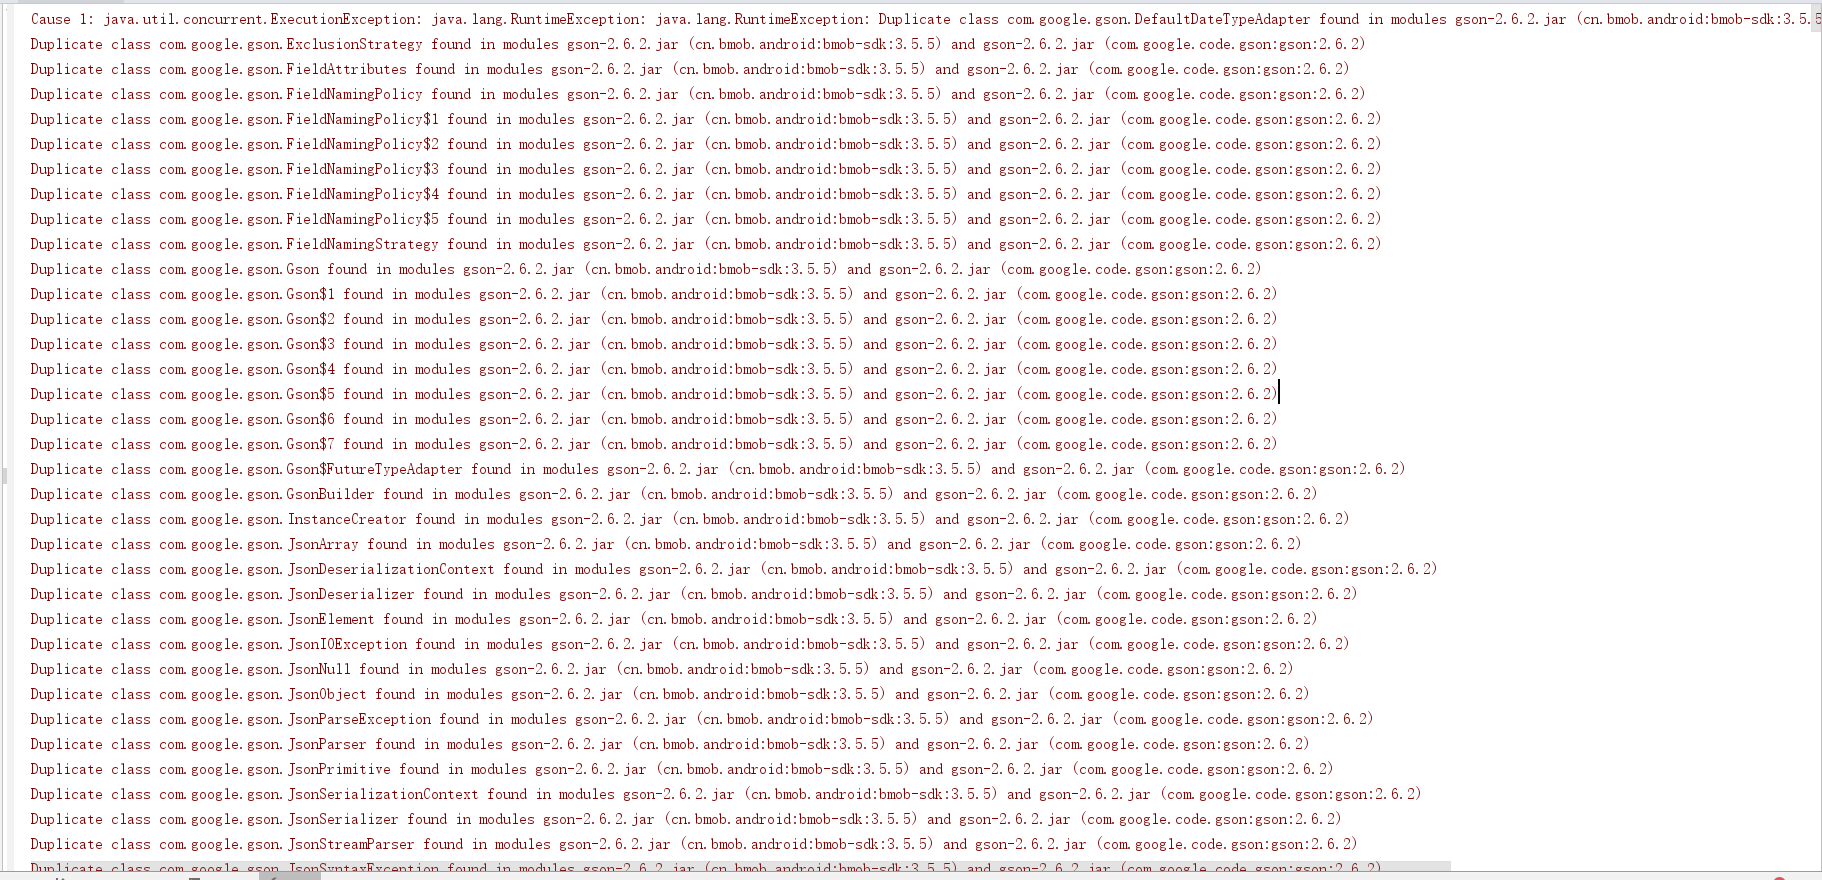 Cause 1: java.util.concurrent.ExecutionException: java.lang.RuntimeException: java.lang.RuntimeException: Duplicate class com.google.gson.DefaultDateTypeAdapter found in modules gson-2.6.2.jar (cn.bmob.android:bmob-sdk:3.5.5
Duplicate class com.google.gson.ExclusionStrategy found in modules gson-2.6.2.jar (cn.bmob.android:bmob-sdk:3.5.5) and gson-2.6.2.jar (com.google.code.gson:gson:2.6.2)
Duplicate class com.google.gson.FieldAttributes found in modules gson-2.6.2.jar (cn.bmob.android:bmob-sdk:3.5.5) and gson-2.6.2.jar (com.google.code.gson:gson:2.6.2)
Duplicate class com.google.gson.FieldNamingPolicy found in modules gson-2.6.2.jar (cn.bmob.android:bmob-sdk:3.5.5) and gson-2.6.2.jar (com.google.code.gson:gson:2.6.2)
Duplicate class com.google.gson.FieldNamingPolicy$1 found in modules gson-2.6.2.jar (cn.bmob.android:bmob-sdk:3.5.5) and gson-2.6.2.jar (com.google.code.gson:gson:2.6.2)
Duplicate class com.google.gson.FieldNamingPolicy$2 found in modules gson-2.6.2.jar (cn.bmob.android:bmob-sdk:3.5.5) and gson-2.6.2.jar (com.google.code.gson:gson:2.6.2)
Duplicate class com.google.gson.FieldNamingPolicy$3 found in modules gson-2.6.2.jar (cn.bmob.android:bmob-sdk:3.5.5) and gson-2.6.2.jar (com.google.code.gson:gson:2.6.2)
Duplicate class com.google.gson.FieldNamingPolicy$4 found in modules gson-2.6.2.jar (cn.bmob.android:bmob-sdk:3.5.5) and gson-2.6.2.jar (com.google.code.gson:gson:2.6.2)
Duplicate class com.google.gson.FieldNamingPolicy$5 found in modules gson-2.6.2.jar (cn.bmob.android:bmob-sdk:3.5.5) and gson-2.6.2.jar (com.google.code.gson:gson:2.6.2)
Duplicate class com.google.gson.FieldNamingStrategy found in modules gson-2.6.2.jar (cn.bmob.android:bmob-sdk:3.5.5) and gson-2.6.2.jar (com.google.code.gson:gson:2.6.2)
Duplicate class com.google.gson.Gson found in modules gson-2.6.2.jar (cn.bmob.android:bmob-sdk:3.5.5) and gson-2.6.2.jar (com.google.code.gson:gson:2.6.2)
Duplicate class com.google.gson.Gson$1 found in modules gson-2.6.2.jar (cn.bmob.android:bmob-sdk:3.5.5) and gson-2.6.2.jar (com.google.code.gson:gson:2.6.2)
Duplicate class com.google.gson.Gson$2 found in modules gson-2.6.2.jar (cn.bmob.android:bmob-sdk:3.5.5) and gson-2.6.2.jar (com.google.code.gson:gson:2.6.2)
Duplicate class com.google.gson.Gson$3 found in modules gson-2.6.2.jar (cn.bmob.android:bmob-sdk:3.5.5) and gson-2.6.2.jar (com.google.code.gson:gson:2.6.2)
Duplicate class com.google.gson.Gson$4 found in modules gson-2.6.2.jar (cn.bmob.android:bmob-sdk:3.5.5) and gson-2.6.2.jar (com.google.code.gson:gson:2.6.2)
Duplicate class com.google.gson.Gson$5 found in modules gson-2.6.2.jar (cn.bmob.android:bmob-sdk:3.5.5) and gson-2.6.2.jar (com.google.code.gson:gson:2.6.2)
Duplicate class com.google.gson.Gson$6 found in modules gson-2.6.2.jar (cn.bmob.android:bmob-sdk:3.5.5) and gson-2.6.2.jar (com.google.code.gson:gson:2.6.2)
Duplicate class com.google.gson.Gson$7 found in modules gson-2.6.2.jar (cn.bmob.android:bmob-sdk:3.5.5) and gson-2.6.2.jar (com.google.code.gson:gson:2.6.2)
Duplicate class com.google.gson.Gson$FutureTypeAdapter found in modules gson-2.6.2.jar (cn.bmob.android:bmob-sdk:3.5.5) and gson-2.6.2.jar (com.google.code.gson:gson:2.6.2)
Duplicate class com.google.gson.GsonBuilder found in modules gson-2.6.2.jar (cn.bmob.android:bmob-sdk:3.5.5) and gson-2.6.2.jar (com.google.code.gson:gson:2.6.2)
Duplicate class com.google.gson.InstanceCreator found in modules gson-2.6.2.jar (cn.bmob.android:bmob-sdk:3.5.5) and gson-2.6.2.jar (com.google.code.gson:gson:2.6.2)
Duplicate class com.google.gson.JsonArray found in modules gson-2.6.2.jar (cn.bmob.android:bmob-sdk:3.5.5) and gson-2.6.2.jar (com.google.code.gson:gson:2.6.2)
Duplicate class com.google.gson.JsonDeserializationContext found in modules gson-2.6.2.jar (cn.bmob.android:bmob-sdk:3.5.5) and gson-2.6.2.jar (com.google.code.gson:gson:2.6.2)
Duplicate class com.google.gson.JsonDeserializer found in modules gson-2.6.2.jar (cn.bmob.android:bmob-sdk:3.5.5) and gson-2.6.2.jar (com.google.code.gson:gson:2.6.2)
Duplicate class com.google.gson.JsonElement found in modules gson-2.6.2.jar (cn.bmob.android:bmob-sdk:3.5.5) and gson-2.6.2.jar (com.google.code.gson:gson:2.6.2)
Duplicate class com.google.gson.JsonIOException found in modules gson-2.6.2.jar (cn.bmob.android:bmob-sdk:3.5.5) and gson-2.6.2.jar (com.google.code.gson:gson:2.6.2)
Duplicate class com.google.gson.JsonNull found in modules gson-2.6.2.jar (cn.bmob.android:bmob-sdk:3.5.5) and gson-2.6.2.jar (com.google.code.gson:gson:2.6.2)
Duplicate class com.google.gson.JsonObject found in modules gson-2.6.2.jar (cn.bmob.android:bmob-sdk:3.5.5) and gson-2.6.2.jar (com.google.code.gson:gson:2.6.2)
Duplicate class com.google.gson.JsonParseException found in modules gson-2.6.2.jar (cn.bmob.android:bmob-sdk:3.5.5) and gson-2.6.2.jar (com.google.code.gson:gson:2.6.2)
Duplicate class com.google.gson.JsonParser found in modules gson-2.6.2.jar (cn.bmob.android:bmob-sdk:3.5.5) and gson-2.6.2.jar (com.google.code.gson:gson:2.6.2)
Duplicate class com.google.gson.JsonPrimitive found in modules gson-2.6.2.jar (cn.bmob.android:bmob-sdk:3.5.5) and gson-2.6.2.jar (com.google.code.gson:gson:2.6.2)
Duplicate class com.google.gson.JsonSerializationContext found in modules gson-2.6.2.jar (cn.bmob.android:bmob-sdk:3.5.5) and gson-2.6.2.jar (com.google.code.gson:gson:2.6.2)
Duplicate class com.google.gson.JsonSerializer found in modules gson-2.6.2.jar (cn.bmob.android:bmob-sdk:3.5.5) and gson-2.6.2.jar (com.google.code.gson:gson:2.6.2)
Duplicate class com.google.gson.JsonStreamParser found in modules gson-2.6.2.jar (cn.bmob.android:bmob-sdk:3.5.5) and gson-2.6.2.jar (com.google.code.gson:gson:2.6.2)
Duplicate class com.google.gson.JsonSyntaxException found in modules gson-2.6.2.jar (cn.bmob.android:bmob-sdk:3.5.5) and gson-2.6.2.jar (com.google.code.gson:gson:2.6.2)